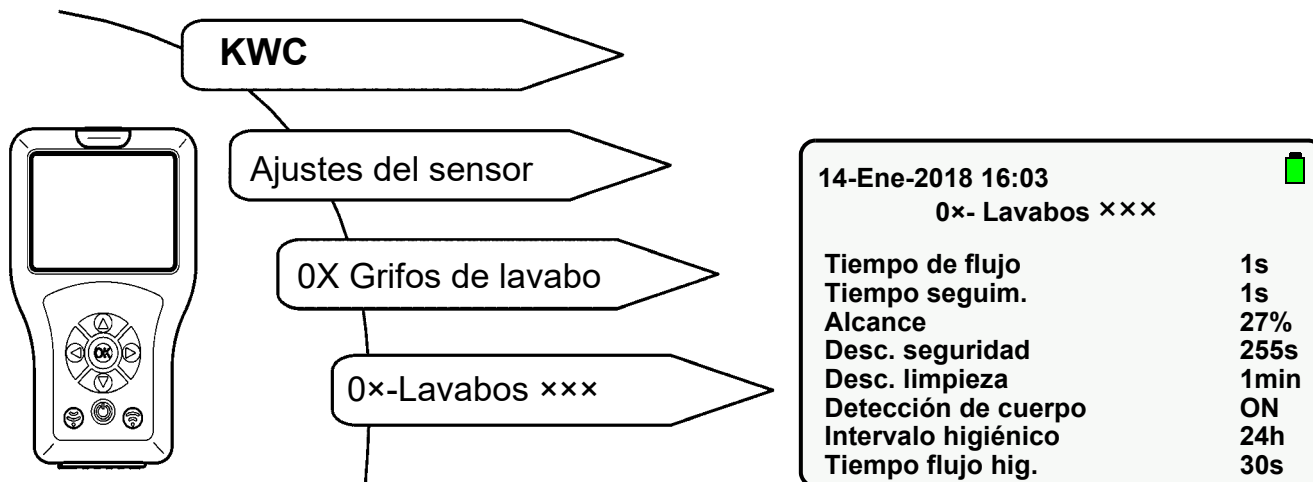 KWC
Ajustes del sensor
0X Grifos de lavabo
0×-Lavabos ×××
OK
14-Ene-2018 16:03
0×- Lavabos ×××
Tiempo de flujo 1s
Tiempo seguim. 1s
Alcance 27%
Desc. seguridad 255s
Desc. limpieza 1min
Detección de cuerpo ON
Intervalo higiénico 24h
Tiempo flujo hig. 30s